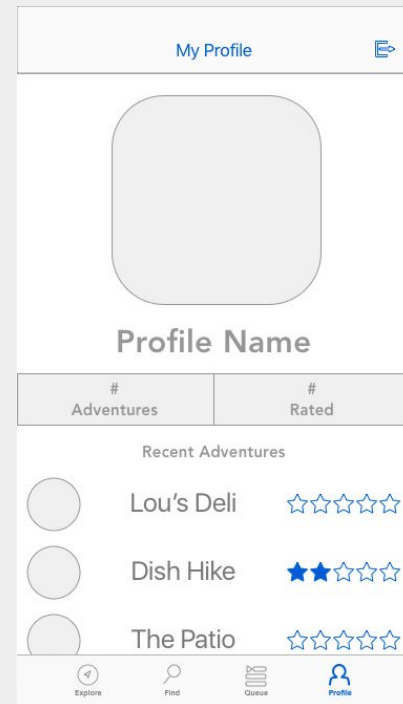 My Profile
Profile Name
# #
Adventures Rated
Recent Adventures
Lou's Deli
Dish Hike
The Patio
Explore Find Queue Profile